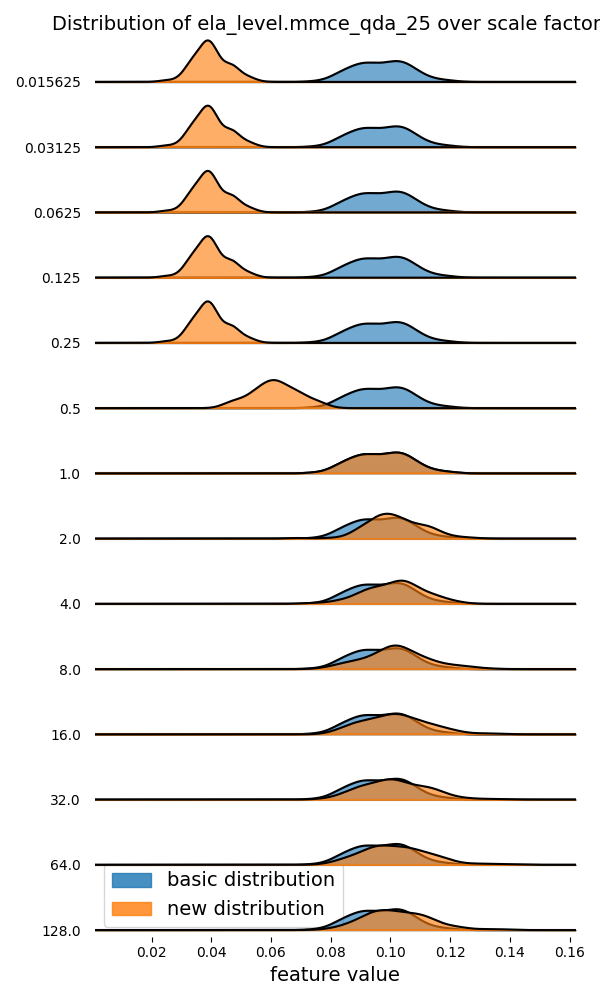 Distribution of ela_level.mmce_qda_25 over scale factor
0.015625
0.03125
0.0625
0.125
0.25
0.5
1.0
2.0
4.0
8.0
16.0
32.0
64.0
basic distribution
new distribution
128.0
0.02 0.04 0.06 0.08 0.10 0.12 0.14 0.16
feature value